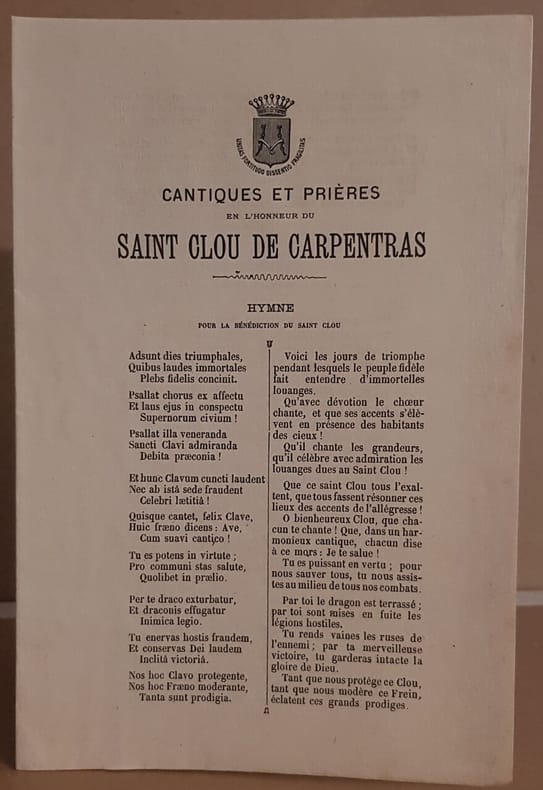 UNITAS FORTITUDO DISSENTIO FRAGILITAS
CANTIQUES ET PRIÈRES
EN L'HONNEUR DU
SAINT CLOU DE CARPENTRAS
HYMNE
POUR LA BÉNÉDICTION DU SAINT CLOU
Adsunt dies triumphales,
Quibus laudes immortales
Plebs fidelis concinit.
Psallat chorus ex affectu
Et laus ejus in conspectu
Supernorum civium !
Psallat illa veneranda
Sancti Clavi admiranda
Debita præconia !
Et hunc Clavum cuncti laudent
Nec ab istâ sede fraudent
Celebri lætitiâ !
Quisque cantet, felix Clave,
Huic fræno dicens : Ave,
Cum suavi cantico !
Tu es potens in virtute ;
Pro communi stas salute,
Quolibet in prælio.
Per te draco exturbatur,
Et draconis effugatur
Inimica legio.
Tu enervas hostis fraudem,
Et conservas Dei laudem
Inclitâ victoriâ.
Nos hoc Clavo protegente,
Nos hoc Fræno moderante,
Tanta sunt prodigia.
Voici les jours de triomphe
pendant lesquels le peuple fidèle
fait entendre d'immortelles
louanges.
Qu'avec dévotion le chœur
chante, et que ses accents s'élè-
vent en présence des habitants
des cieux !
Qu'il chante les grandeurs,
qu'il célèbre avec admiration les
louanges dues au Saint Clou !
Que ce saint Clou tous l'exal-
tent, que tous fassent résonner ces
lieux des accents de l'allégresse !
O bienheureux Clou, que cha-
cun te chante ! Que, dans un har-
monieux cantique, chacun dise
à ce mors : Je te salue !
Tu es puissant en vertu ; pour
nous sauver tous, tu nous assis-
tes au milieu de tous nos combats.
Par toi le dragon est terrassé ;
par toi sont mises en fuite les
légions hostiles.
Tu rends vaines les ruses de
l'ennemi ; par ta merveilleuse
victoire, tu garderas intacte la
gloire de Dieu.
Tant que nous protége ce Clou,
tant que nous modère ce Frein,
éclatent ces grands prodiges.